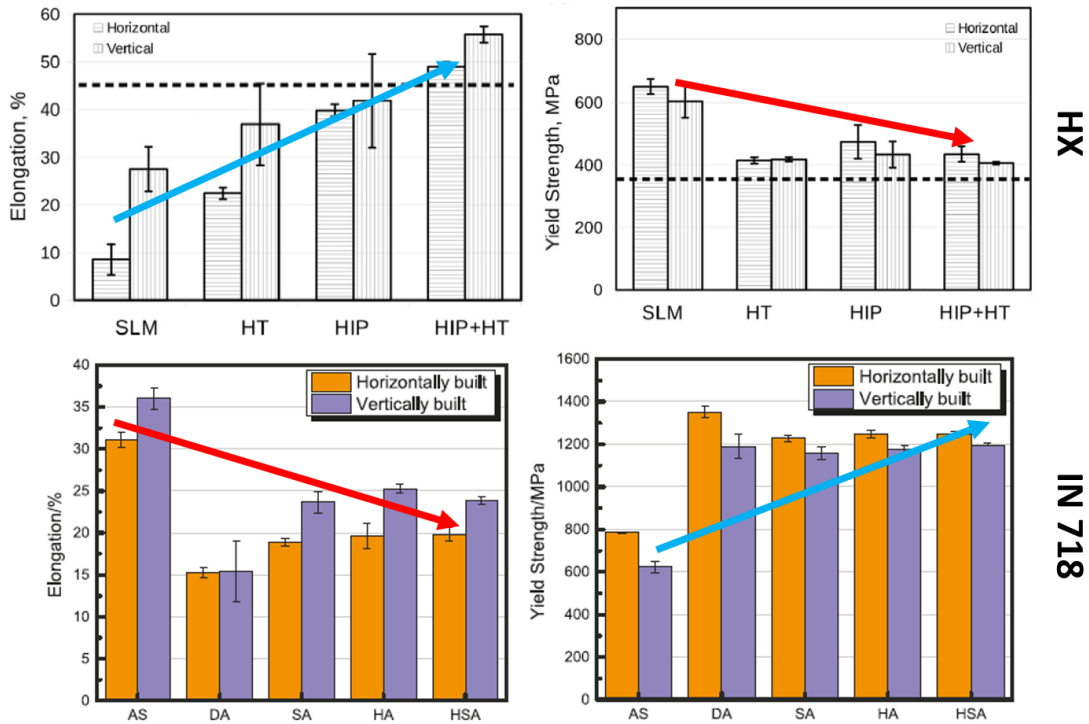 Elongation, %
60
50
40
30
20
10
0
Horizontal
Vertical
SLM HT HIP HIP+HT
Yield Strength, MPa
800
600
400
200
0
Horizontal
Vertical
SLM HT HIP HIP+HT
HX
Elongation/%
40
35
30
25
20
15
10
5
0
Horizontally built
Vertically built
AS DA SA HA HSA
Yield Strength/MPa
1600
1400
1200
1000
800
600
400
200
0
Horizontally built
Vertically built
AS DA SA HA HSA
IN 718